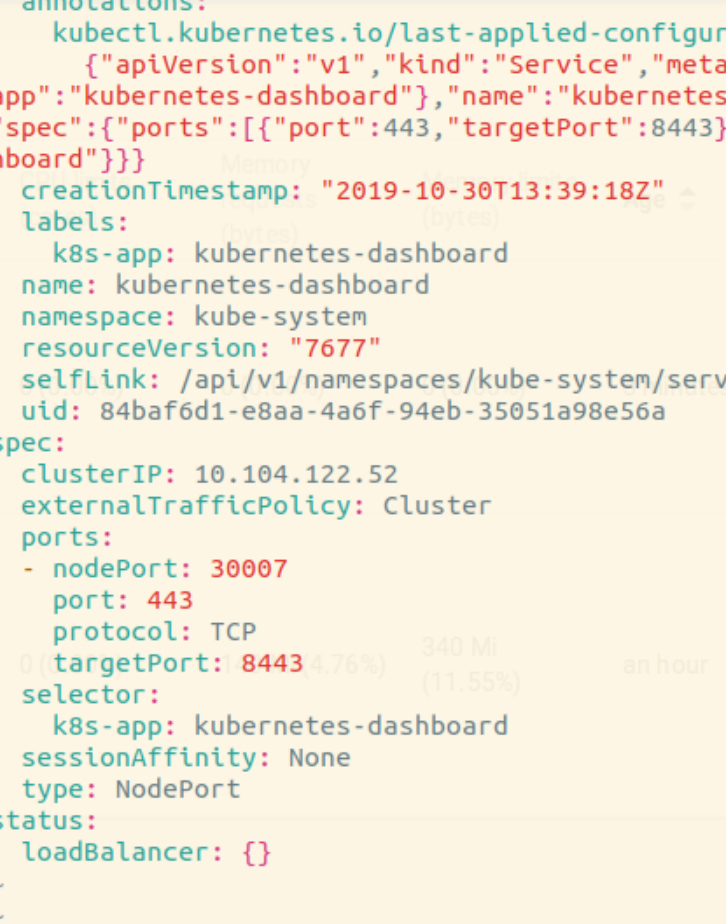 annotations:
kubectl.kubernetes.io/last-applied-configur
{"apiVersion":"v1","kind":"Service","meta
app":"kubernetes-dashboard"},"name":"kubernetes
"spec":{"ports":[{"port":443,"targetPort":8443}
hboard"}}}
creationTimestamp: "2019-10-30T13:39:18Z"
labels:
k8s-app: kubernetes-dashboard
name: kubernetes-dashboard
namespace: kube-system
resourceVersion: "7677"
selfLink: /api/v1/namespaces/kube-system/serv
uid: 84baf6d1-e8aa-4a6f-94eb-35051a98e56a
spec:
clusterIP: 10.104.122.52
externalTrafficPolicy: Cluster
ports:
- nodePort: 30007
port: 443
protocol: TCP
targetPort: 8443
340 Mi
(4.76%)
(11.55%)
an hour
selector:
k8s-app: kubernetes-dashboard
sessionAffinity: None
type: NodePort
status:
loadBalancer: {}
Memory
(bytes)
(bytes)
Age